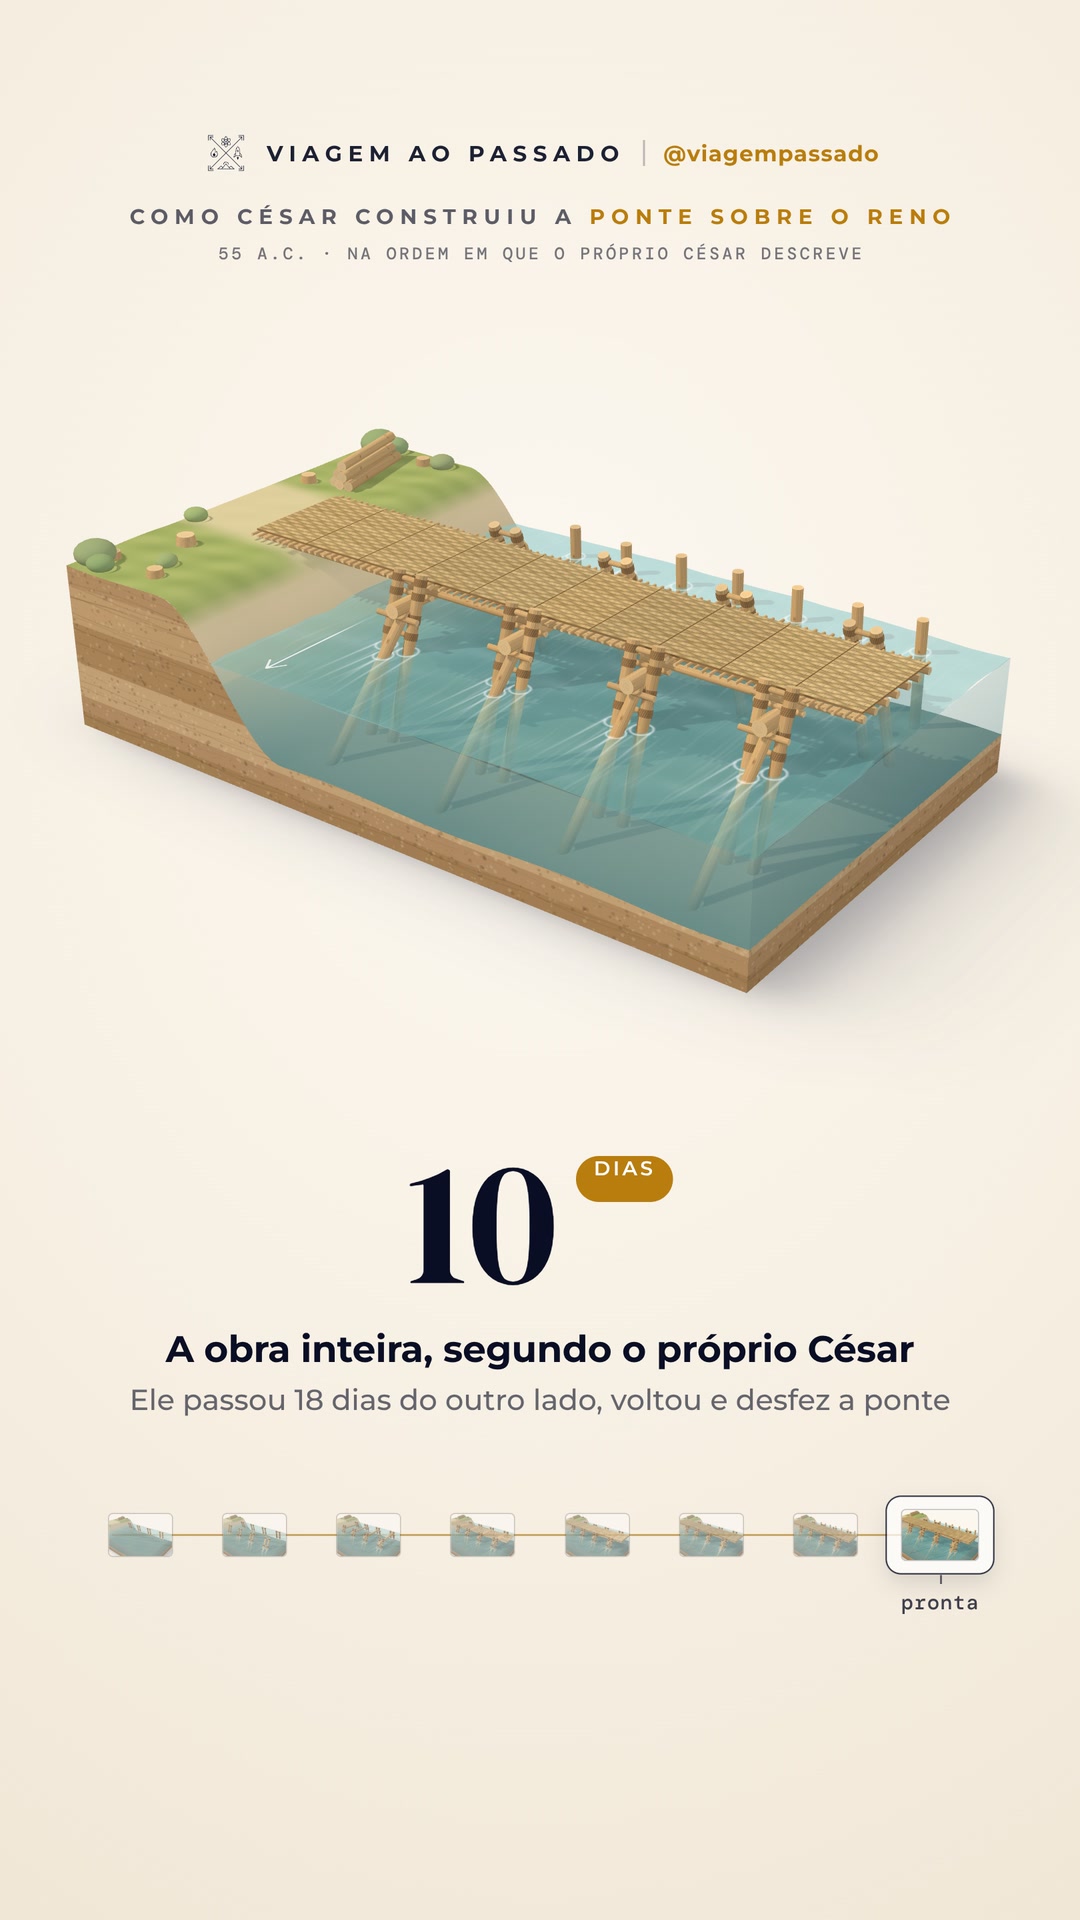 VIAGEM AO PASSADO | @viagempassado
COMO CÉSAR CONSTRUIU A PONTE SOBRE O RENO
55 A.C. · NA ORDEM EM QUE O PRÓPRIO CÉSAR DESCREVE
10 DIAS
A obra inteira, segundo o próprio César
Ele passou 18 dias do outro lado, voltou e desfez a ponte
pronta